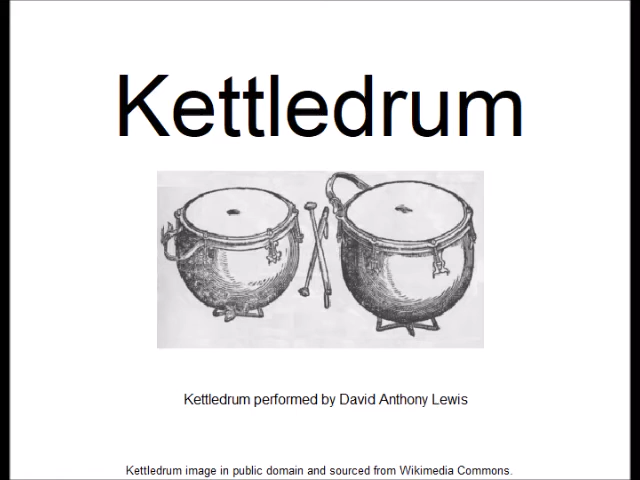 Kettledrum
Kettledrum performed by David Anthony Lewis
Kettledrum image in public domain and sourced from Wikimedia Commons.